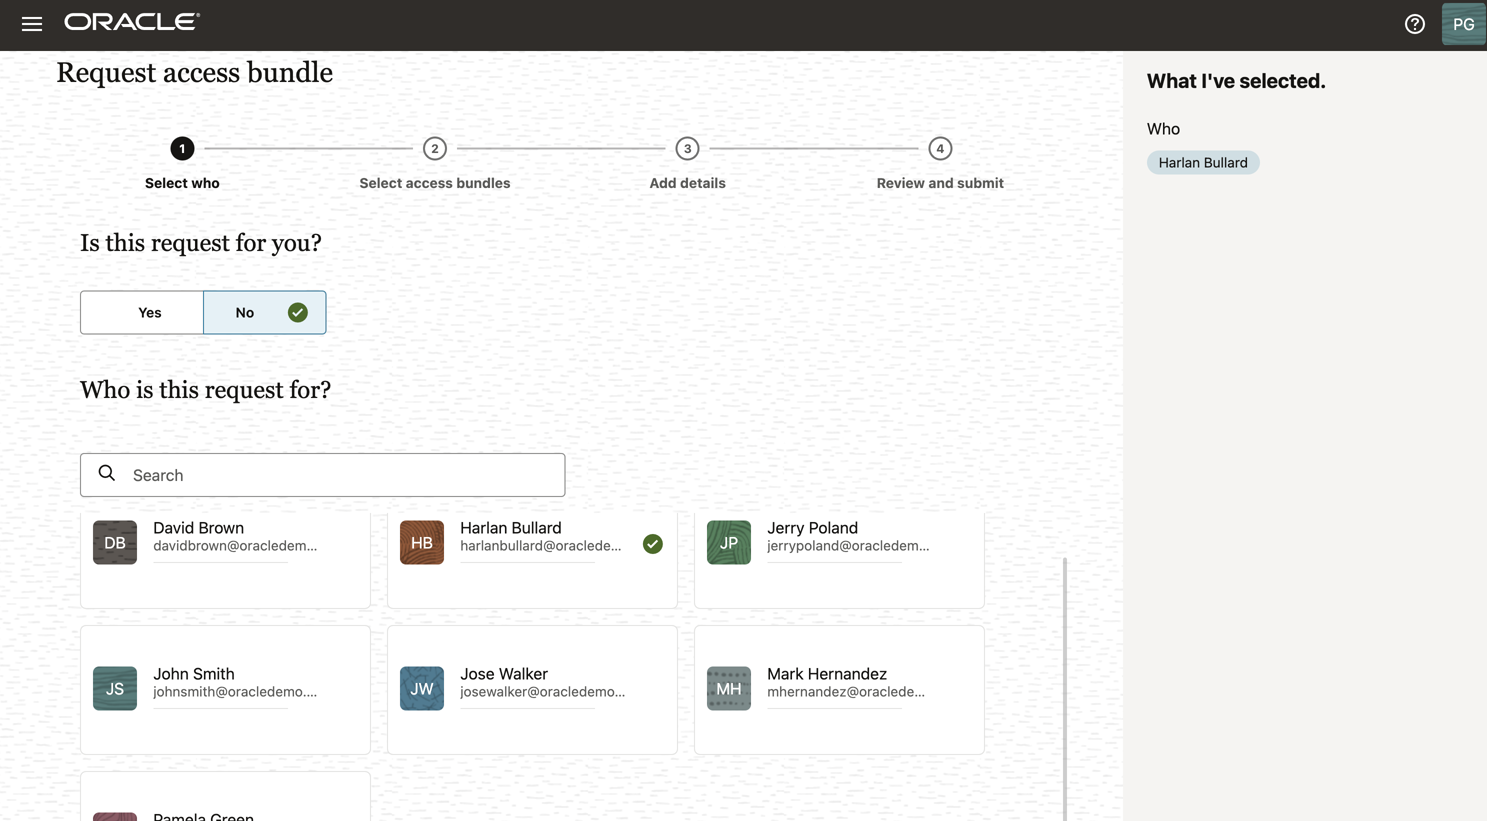 ORACLE
PG
Request access bundle
1
2
3
4
Select who
Select access bundles
Add details
Review and submit
Is this request for you?
Yes
No
Who is this request for?
Search
DB
David Brown
davidbrown@oracledem...
HB
Harlan Bullard
harlanbullard@oraclede...
JP
Jerry Poland
jerrypoland@oracledem...
JS
John Smith
johnsmith@oracledemo....
JW
Jose Walker
josewalker@oracledemo...
MH
Mark Hernandez
mhernandez@oraclede...
Pamela Green
What I've selected.
Who
Harlan Bullard